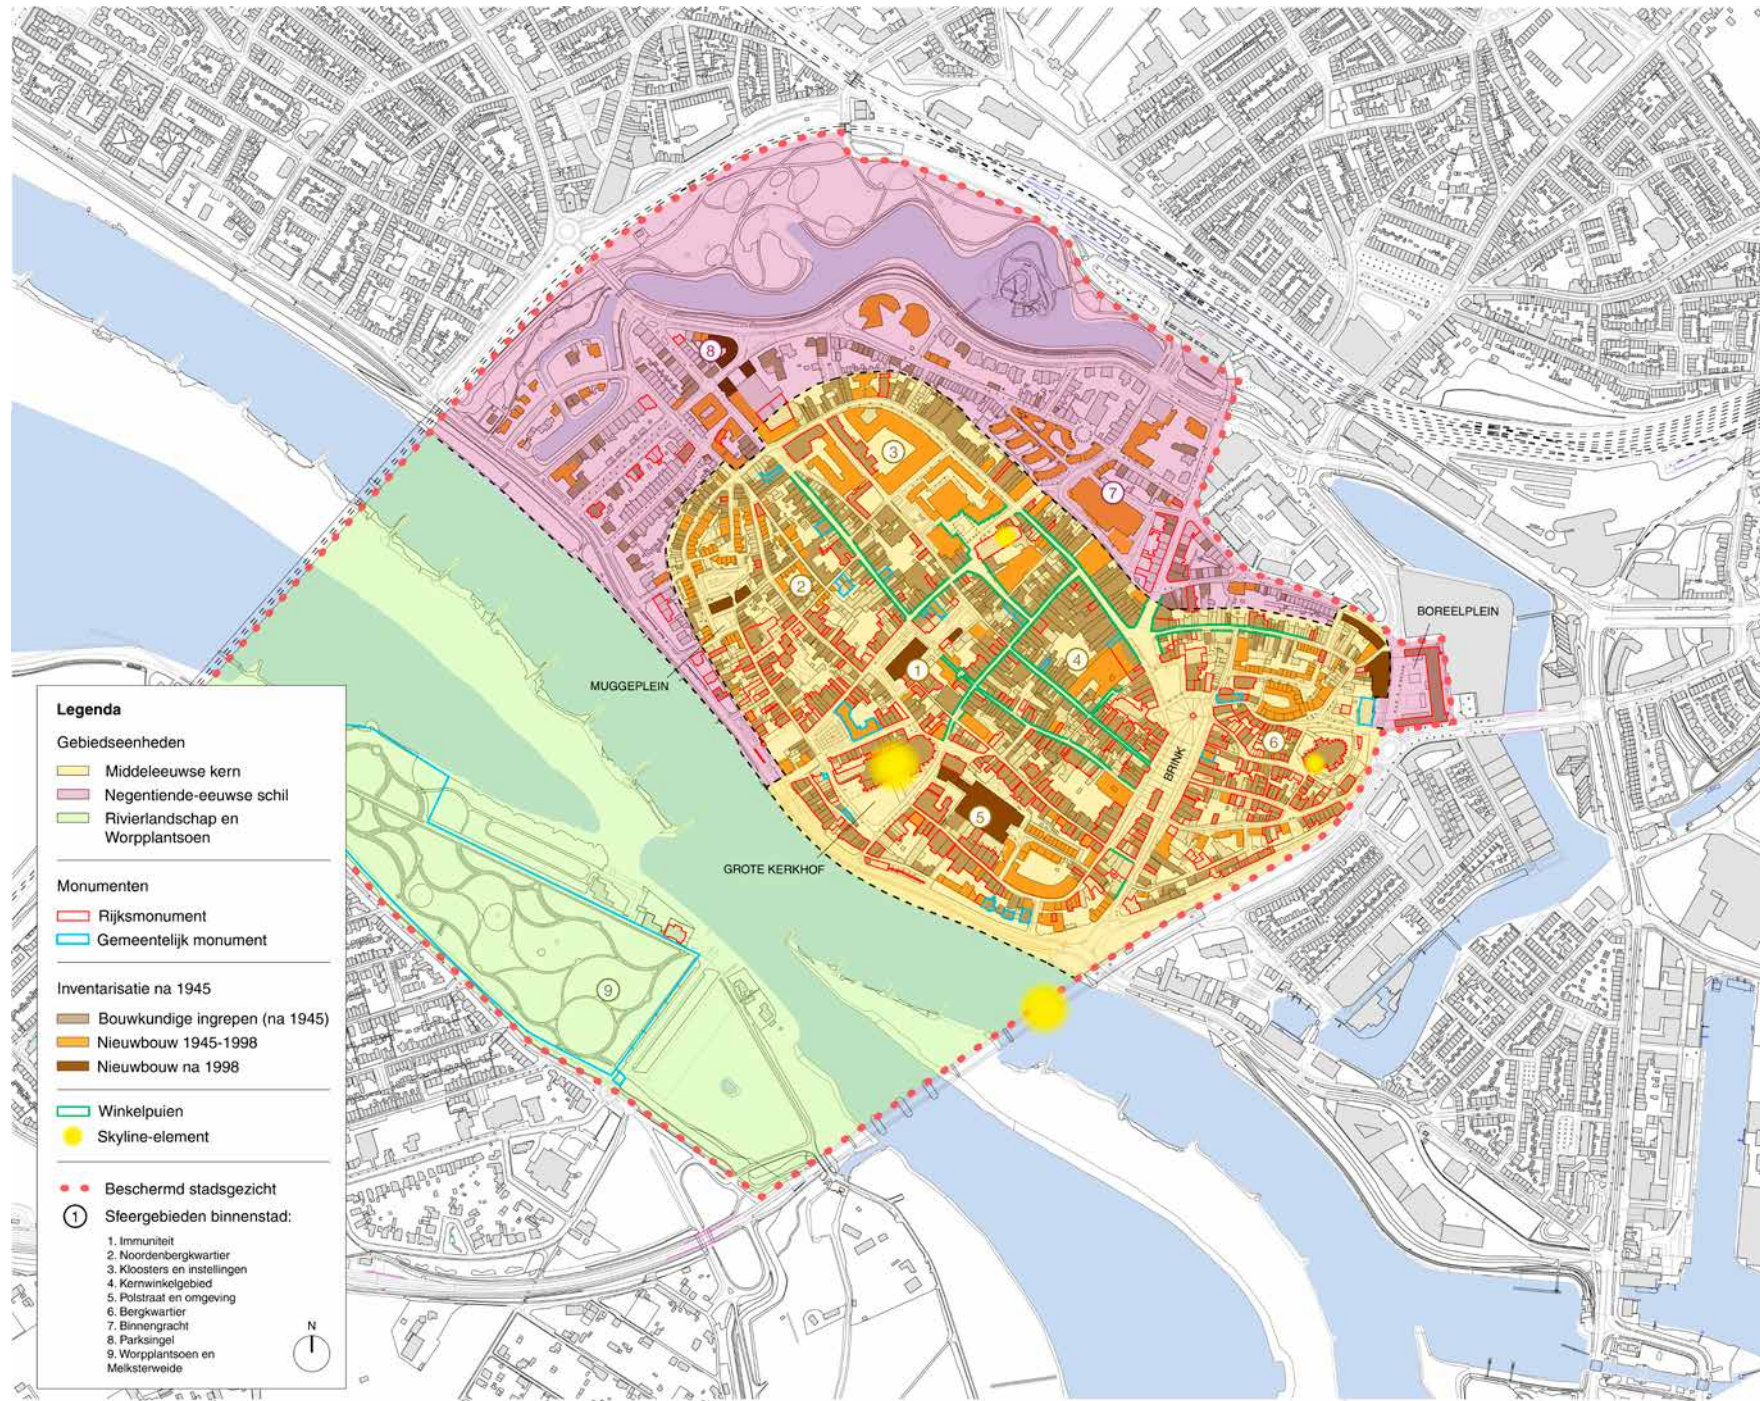 BOREELPLEIN
MUGGEPLEIN
BRINK
GROTE KERKHOF
8
3
7
2
1
4
6
5
9
Legenda
Gebiedseenheden
Middeleeuwse kern
Negentiende-eeuwse schil
Rivierlandschap en
Worpplantsoen
Monumenten
Rijksmonument
Gemeentelijk monument
Inventarisatie na 1945
Bouwkundige ingrepen (na 1945)
Nieuwbouw 1945-1998
Nieuwbouw na 1998
Winkelpuien
Skyline-element
Beschermd stadsgezicht
1 Sfeergebieden binnenstad:
1. Immuniteit
2. Noordenbergkwartier
3. Kloosters en instellingen
4. Kernwinkelgebied
5. Polstraat en omgeving
6. Bergkwartier
7. Binnengracht
8. Parksingel
9. Worpplantsoen en
Melksterweide
N